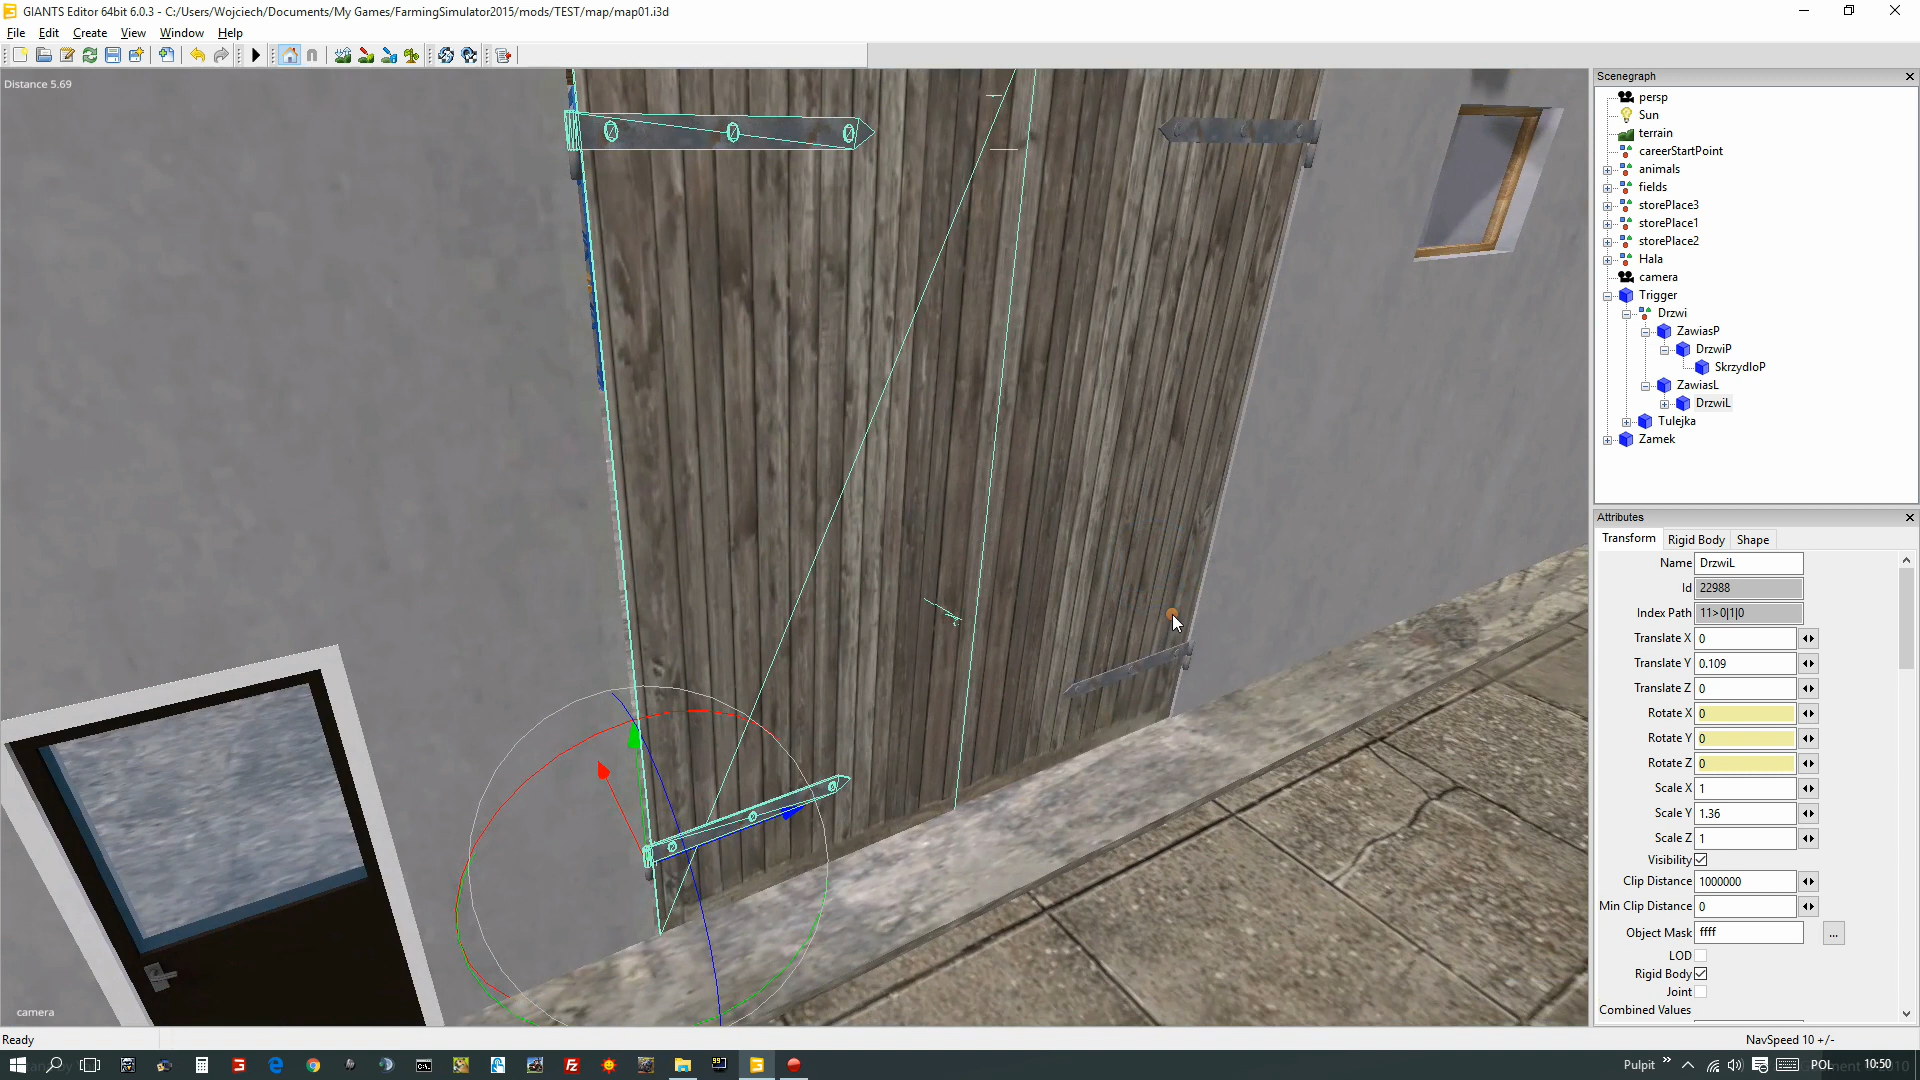 GIANTS Editor 64bit 6.0.3 - C:/Users/Wojciech/Documents/My Games/FarmingSimulator2015/mods/TEST/map/map01.i3d
File Edit Create View Window Help
Distance 5.69
camera
Ready
NavSpeed 10 +/-
Scenegraph
persp
Sun
terrain
careerStartPoint
animals
fields
storePlace3
storePlace1
storePlace2
Hala
camera
Trigger
Drzwi
ZawiasP
DrzwiP
SkrzydloP
ZawiasL
DrzwiL
Tulejka
Zamek
Attributes
Transform Rigid Body Shape
Name DrzwiL
Id 22988
Index Path 11>0|1|0
Translate X 0
Translate Y 0.109
Translate Z 0
Rotate X 0
Rotate Y 0
Rotate Z 0
Scale X 1
Scale Y 1.36
Scale Z 1
Visibility
Clip Distance 1000000
Min Clip Distance 0
Object Mask ffff ...
LOD
Rigid Body
Joint
Combined Values
Pulpit POL 10:50